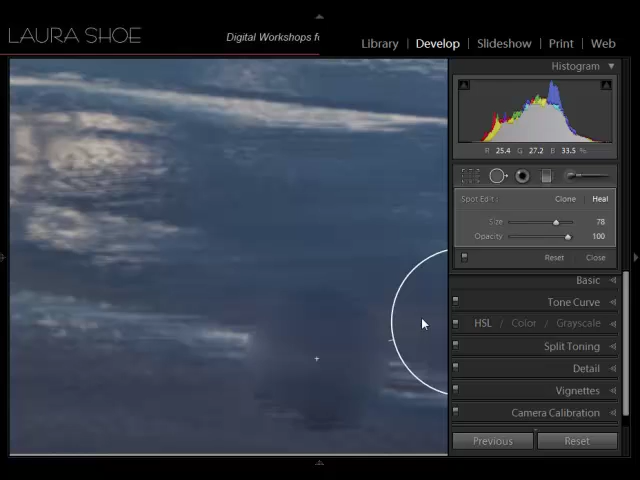 LAURA SHOE
Digital Workshops f
Library | Develop | Slideshow | Print | Web
Histogram
R 25.4 G 27.2 B 33.5 %
Spot Edit : Clone Heal
Size 78
Opacity 100
Reset Close
Basic
Tone Curve
HSL / Color / Grayscale
Split Toning
Detail
Vignettes
Camera Calibration
Previous Reset